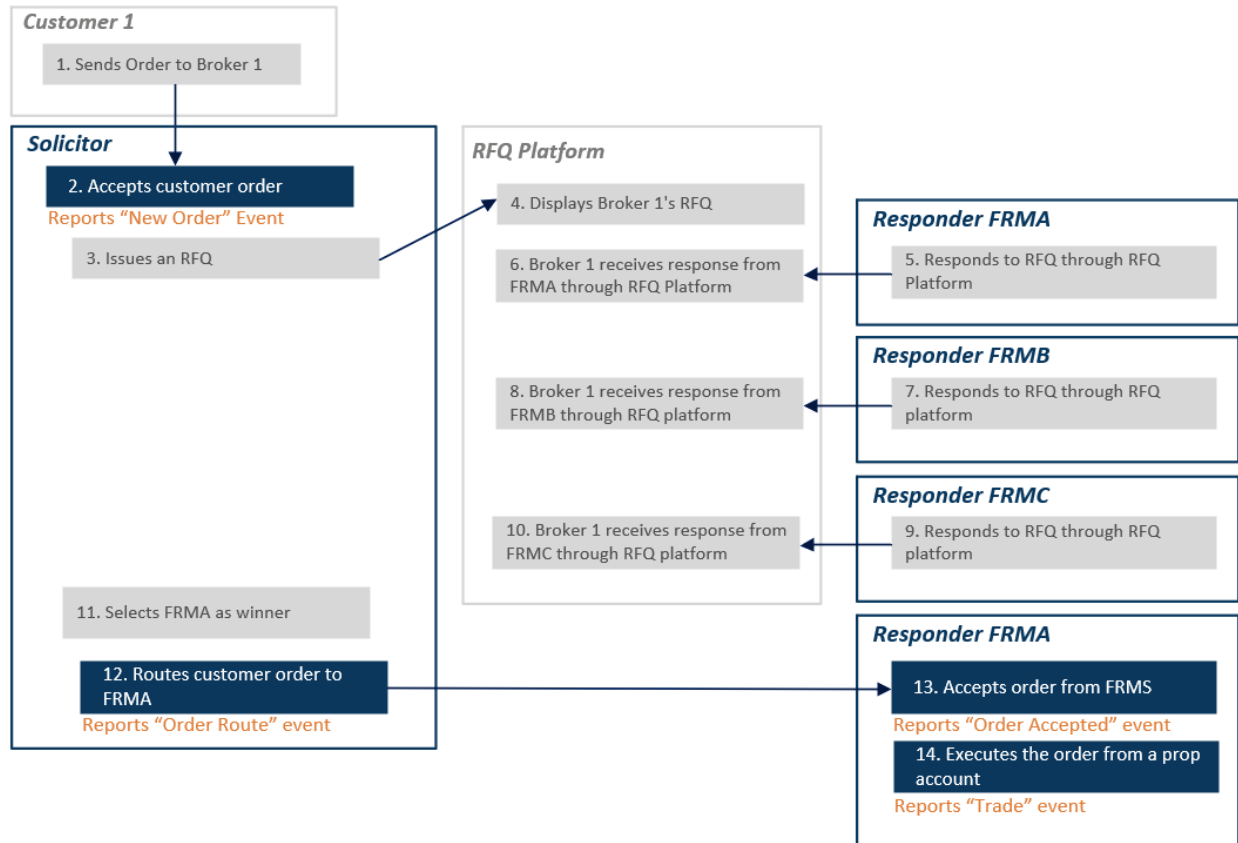 Customer 1
1. Sends Order to Broker 1
Solicitor
2. Accepts customer order
Reports “New Order” Event
3. Issues an RFQ
RFQ Platform
4. Displays Broker 1's RFQ
Responder FRMA
5. Responds to RFQ through RFQ
Platform
6. Broker 1 receives response from
FRMA through RFQ Platform
Responder FRMB
7. Responds to RFQ through RFQ
platform
8. Broker 1 receives response from
FRMB through RFQ platform
Responder FRMC
9. Responds to RFQ through RFQ
platform
10. Broker 1 receives response from
FRMC through RFQ platform
11. Selects FRMA as winner
12. Routes customer order to
FRMA
Reports “Order Route” event
Responder FRMA
13. Accepts order from FRMS
Reports “Order Accepted” event
14. Executes the order from a prop
account
Reports “Trade” event